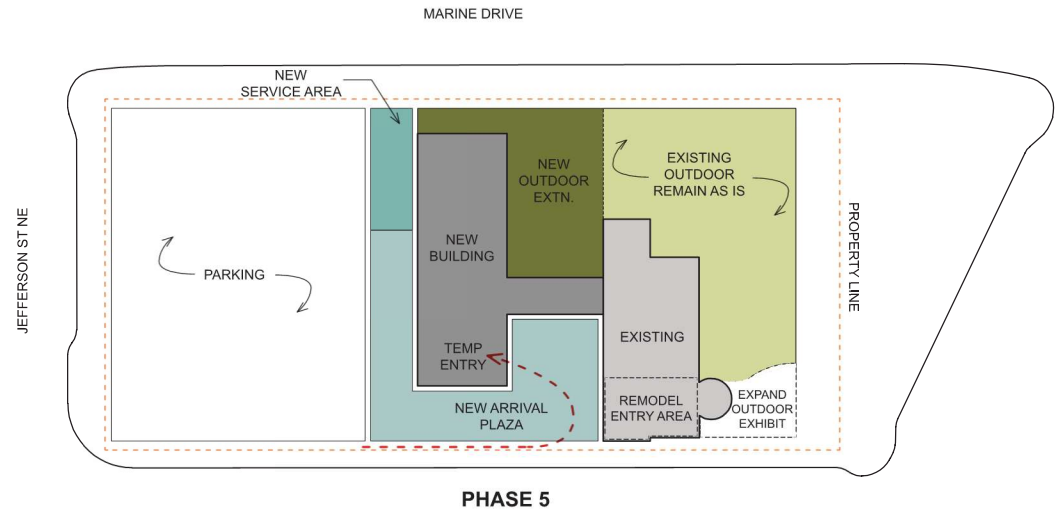 MARINE DRIVE
NEW
SERVICE AREA
NEW
OUTDOOR
EXTN.
EXISTING
OUTDOOR
REMAIN AS IS
JEFFERSON ST NE
PARKING
NEW
BUILDING
PROPERTY LINE
EXISTING
TEMP
ENTRY
NEW ARRIVAL
PLAZA
REMODEL
ENTRY AREA
EXPAND
OUTDOOR
EXHIBIT
PHASE 5